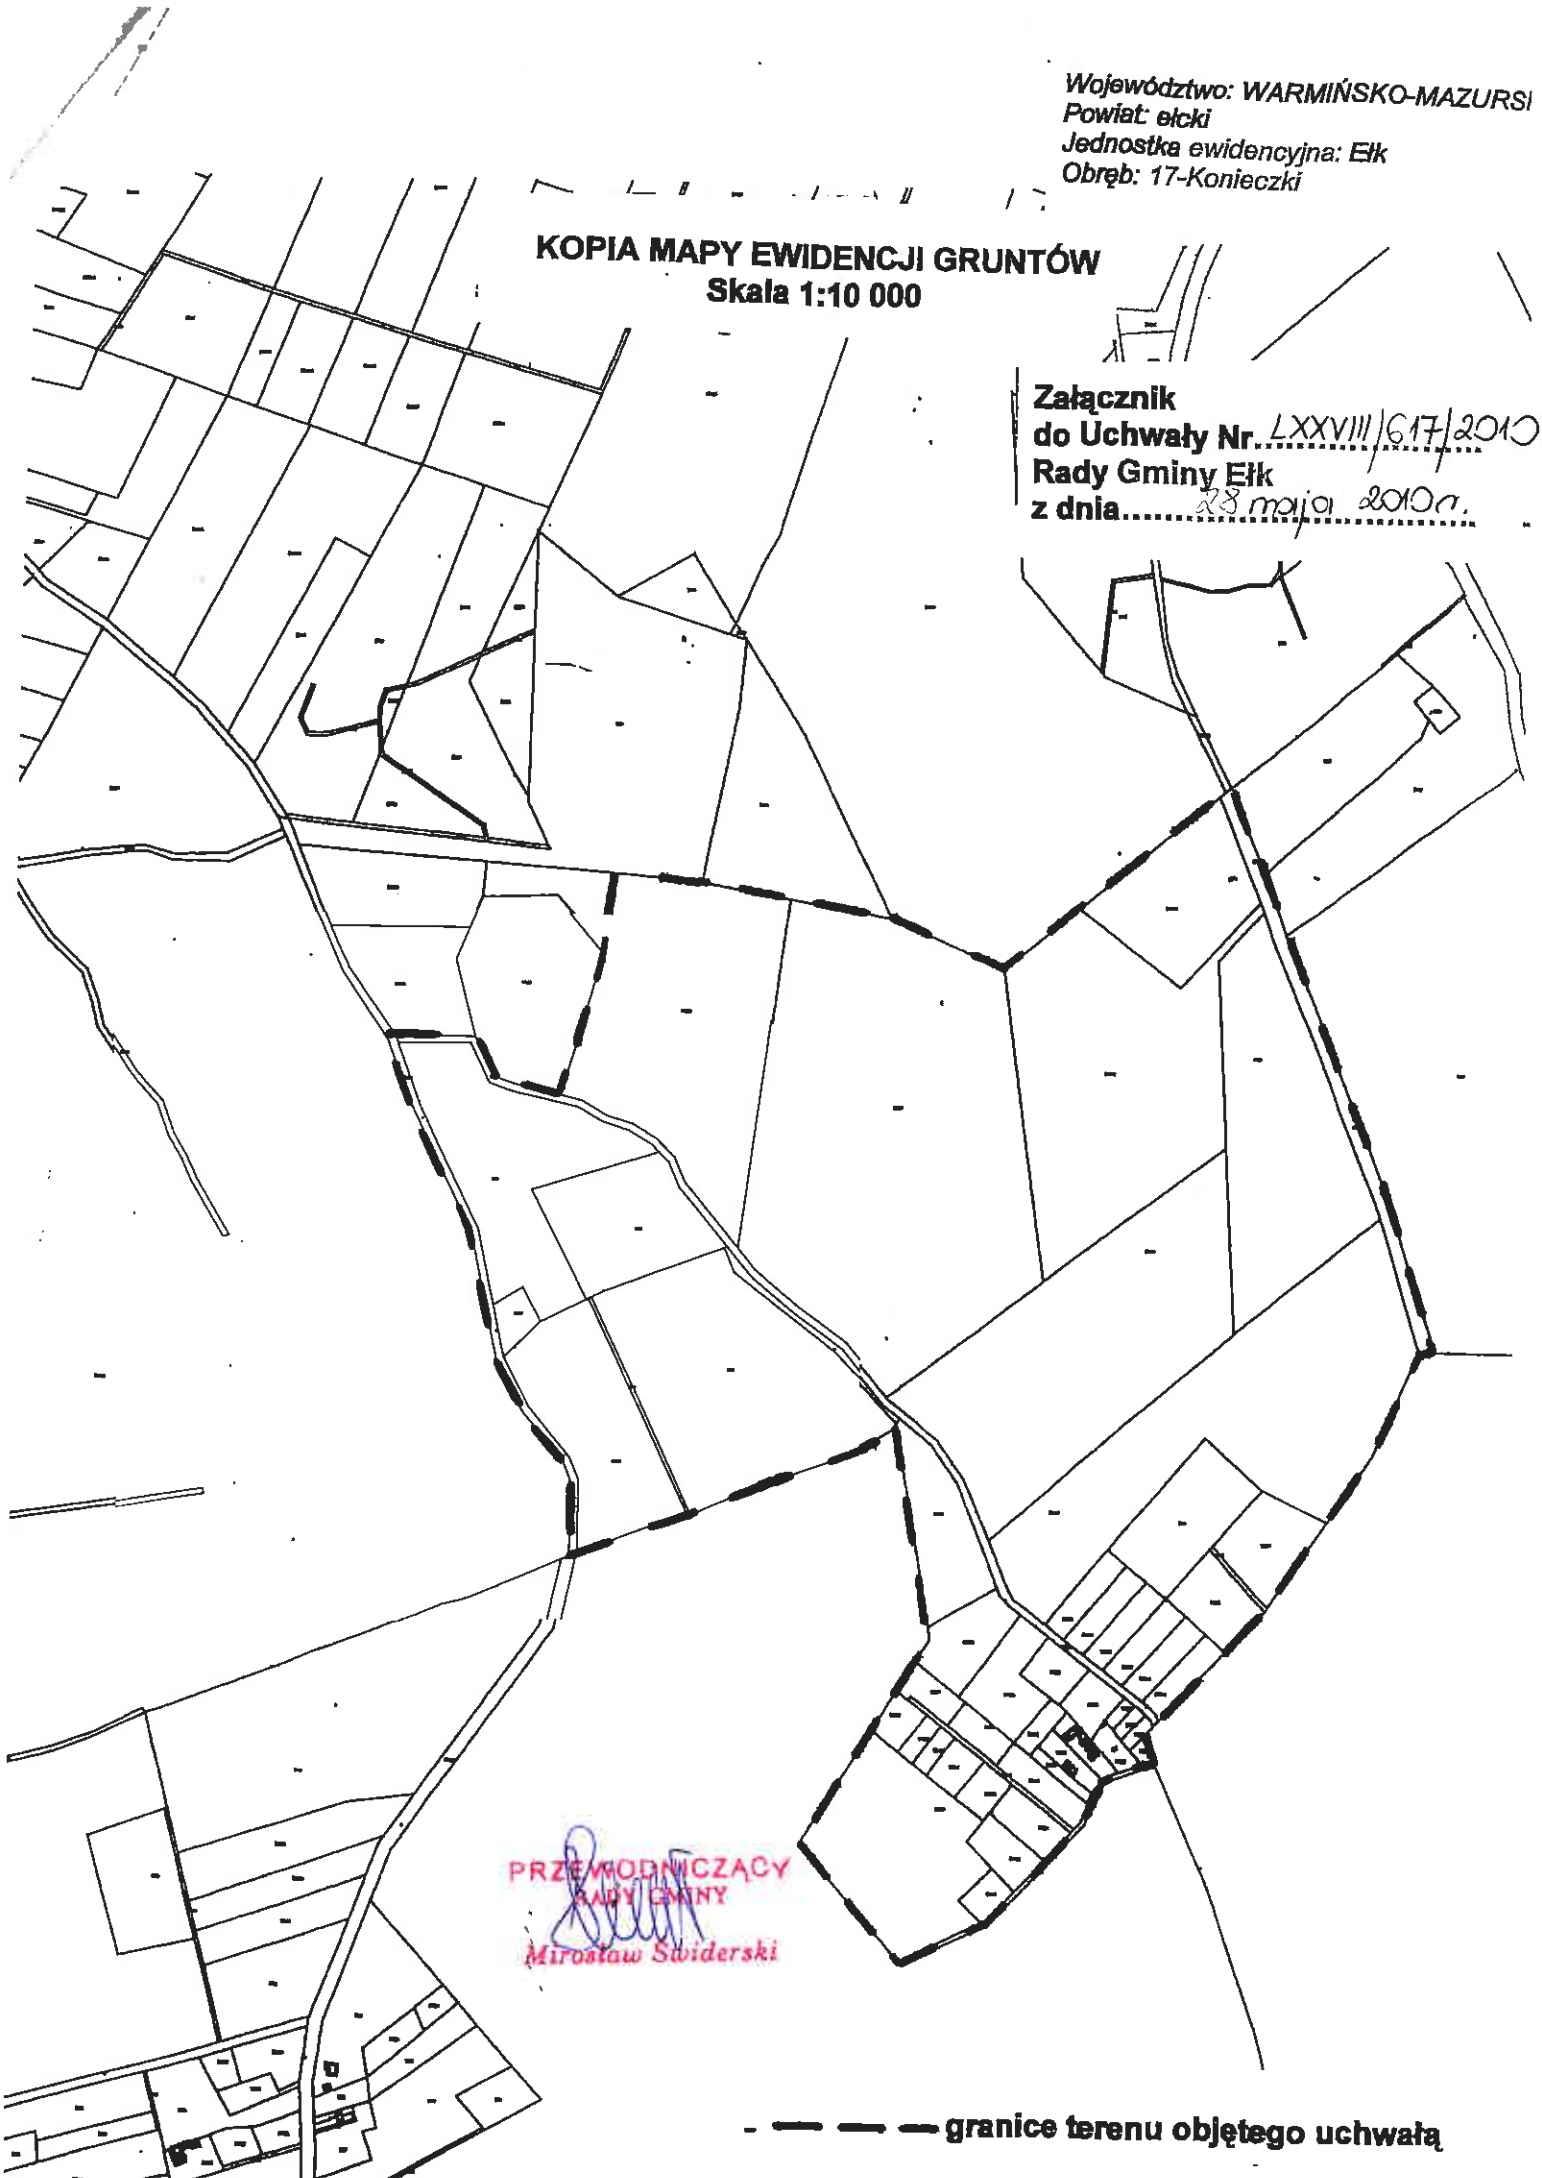 Województwo: WARMIŃSKO-MAZURSI
Powiat: ełcki
Jednostka ewidencyjna: Ełk
Obręb: 17-Konieczki
KOPIA MAPY EWIDENCJI GRUNTÓW
Skala 1:10 000
Załącznik
do Uchwały Nr. LXXVIII/617/2010
Rady Gminy Ełk
z dnia........ 28 maja 2010r.
PRZEWODNICZĄCY
RADY GMINY
Mirosław Świderski
granice terenu objętego uchwałą